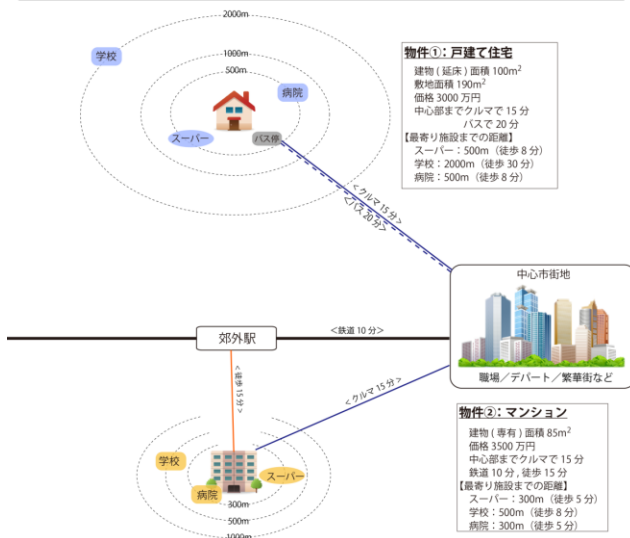 2000m
学校
1000m
500m
病院
スーパー
バス停
<クルマ 15 分>
<バス 20 分>
物件①:戸建て住宅
建物 ( 延床 ) 面積 100m²
敷地面積 190m²
価格 3000 万円
中心部までクルマで 15 分
バスで 20 分
【最寄り施設までの距離】
スーパー:500m(徒歩 8 分)
学校:2000m(徒歩 30 分)
病院:500m(徒歩 8 分)
中心市街地
職場/デパート/繁華街など
郊外駅
<鉄道 10 分>
<徒歩 15 分>
<クルマ 15 分>
学校
スーパー
病院
300m
500m
1000m
物件②:マンション
建物 ( 専有 ) 面積 85m²
価格 3500 万円
中心部までクルマで 15 分
鉄道 10 分 , 徒歩 15 分
【最寄り施設までの距離】
スーパー:300m(徒歩 5 分)
学校:500m(徒歩 8 分)
病院:300m(徒歩 5 分)